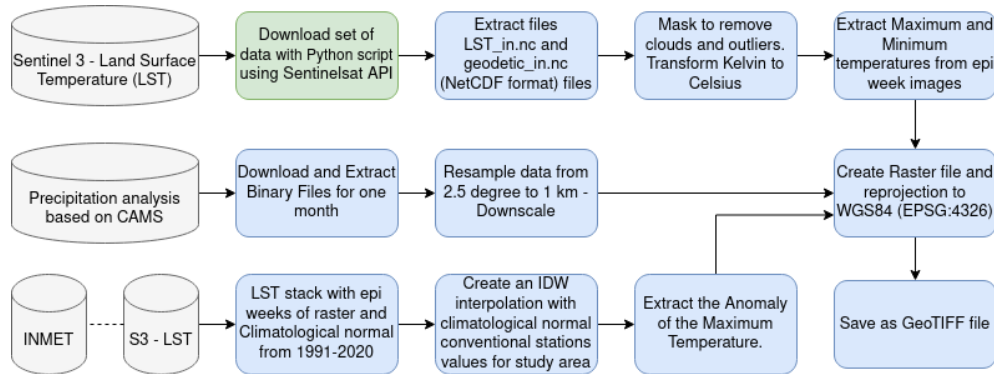 Sentinel 3 - Land Surface
Temperature (LST)
Download set of
data with Python script
using Sentinelsat API
Extract files
LST_in.nc and
geodetic_in.nc
(NetCDF format) files
Mask to remove
clouds and outliers.
Transform Kelvin to
Celsius
Extract Maximum and
Minimum
temperatures from epi
week images
Precipitation analysis
based on CAMS
Download and Extract
Binary Files for one
month
Resample data from
2.5 degree to 1 km -
Downscale
Create Raster file and
reprojection to
WGS84 (EPSG:4326)
INMET
S3 - LST
LST stack with epi
weeks of raster and
Climatological normal
from 1991-2020
Create an IDW
interpolation with
climatological normal
conventional stations
values for study area
Extract the Anomaly
of the Maximum
Temperature.
Save as GeoTIFF file